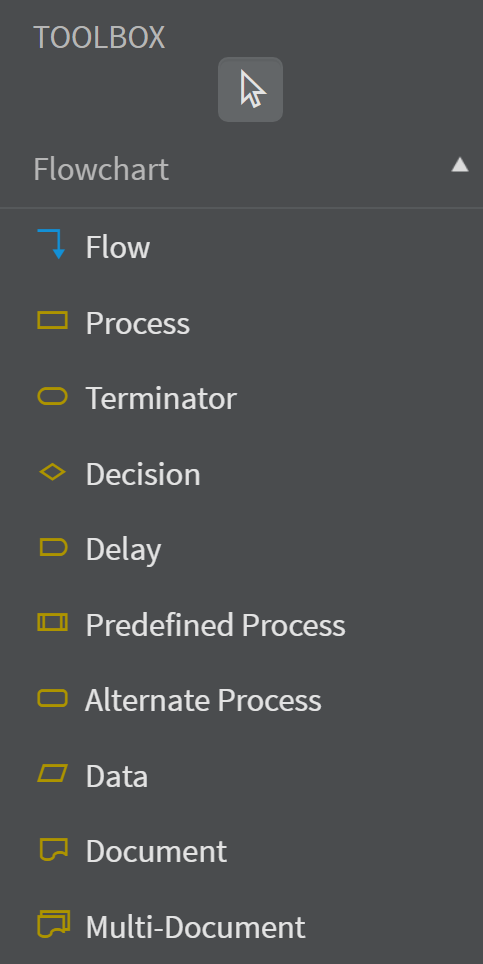 TOOLBOX
Flowchart
Flow
Process
Terminator
Decision
Delay
Predefined Process
Alternate Process
Data
Document
Multi-Document